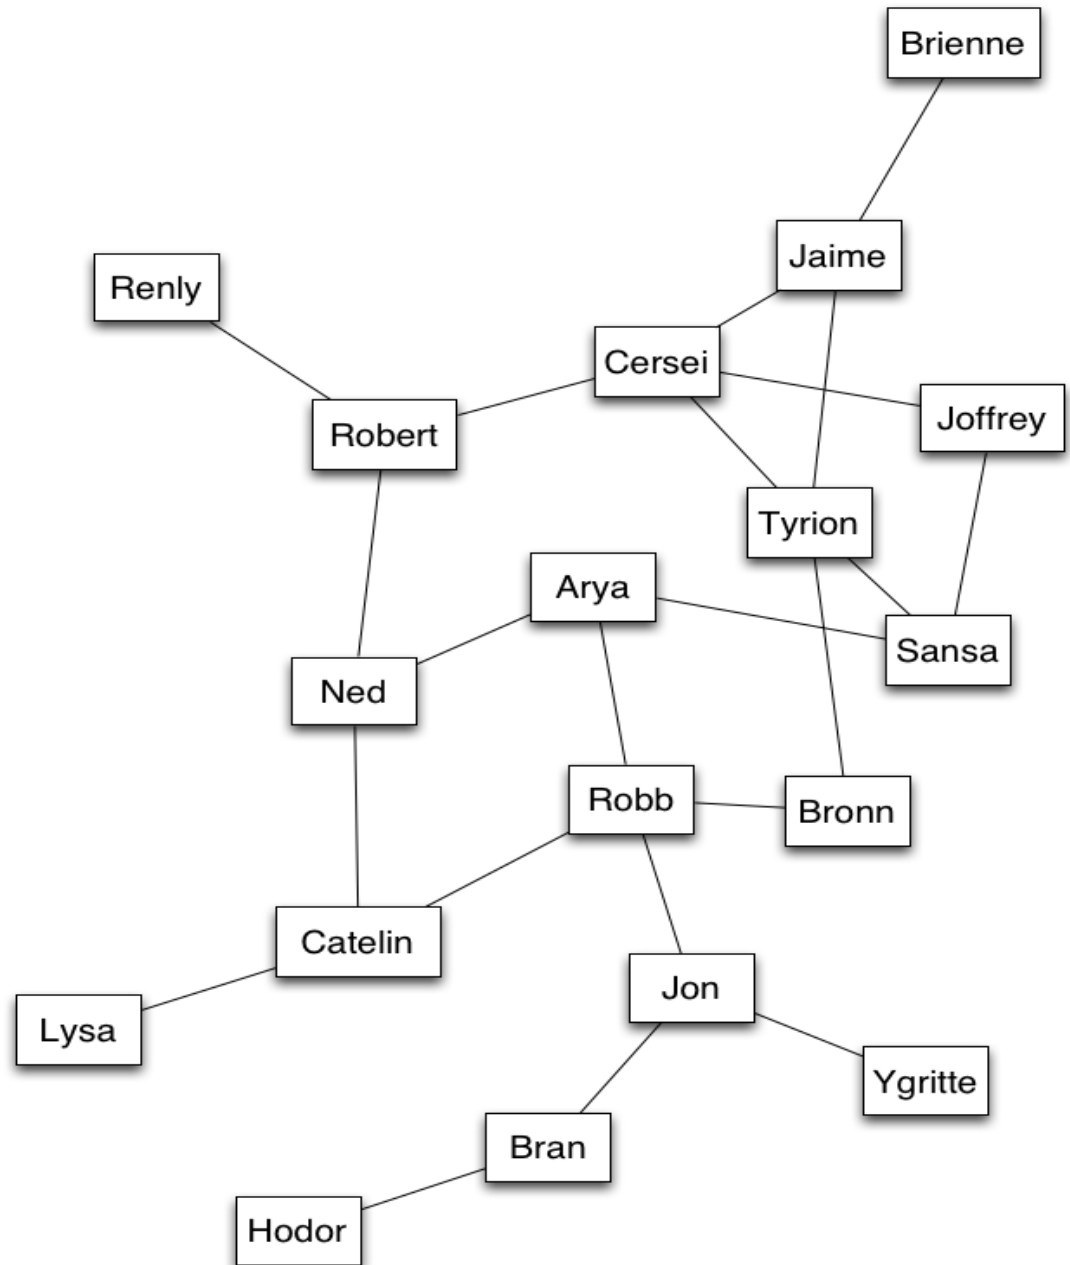 Brienne
Jaime
Renly
Cersei
Joffrey
Robert
Tyrion
Arya
Sansa
Ned
Robb
Bronn
Catelin
Jon
Lysa
Ygritte
Bran
Hodor